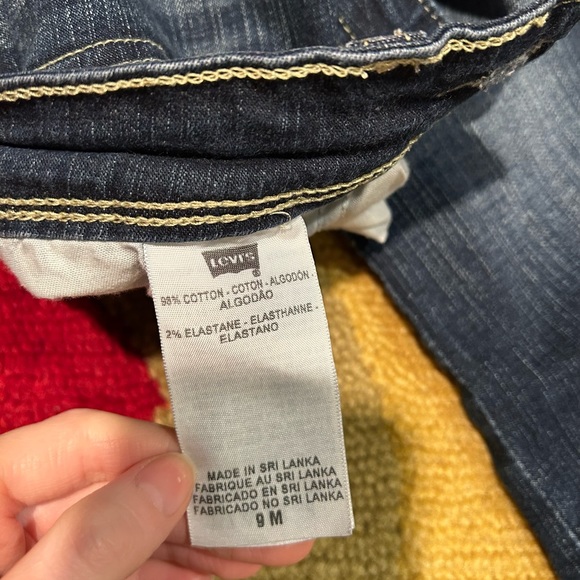 Levi's
®
98% COTTON - COTON - ALGODÓN -
ALGODÃO
2% ELASTANE - ELASTHANNE -
ELASTANO
MADE IN SRI LANKA
FABRIQUE AU SRI LANKA
FABRICADO EN SRI LANKA
FABRICADO NO SRI LANKA
9 M